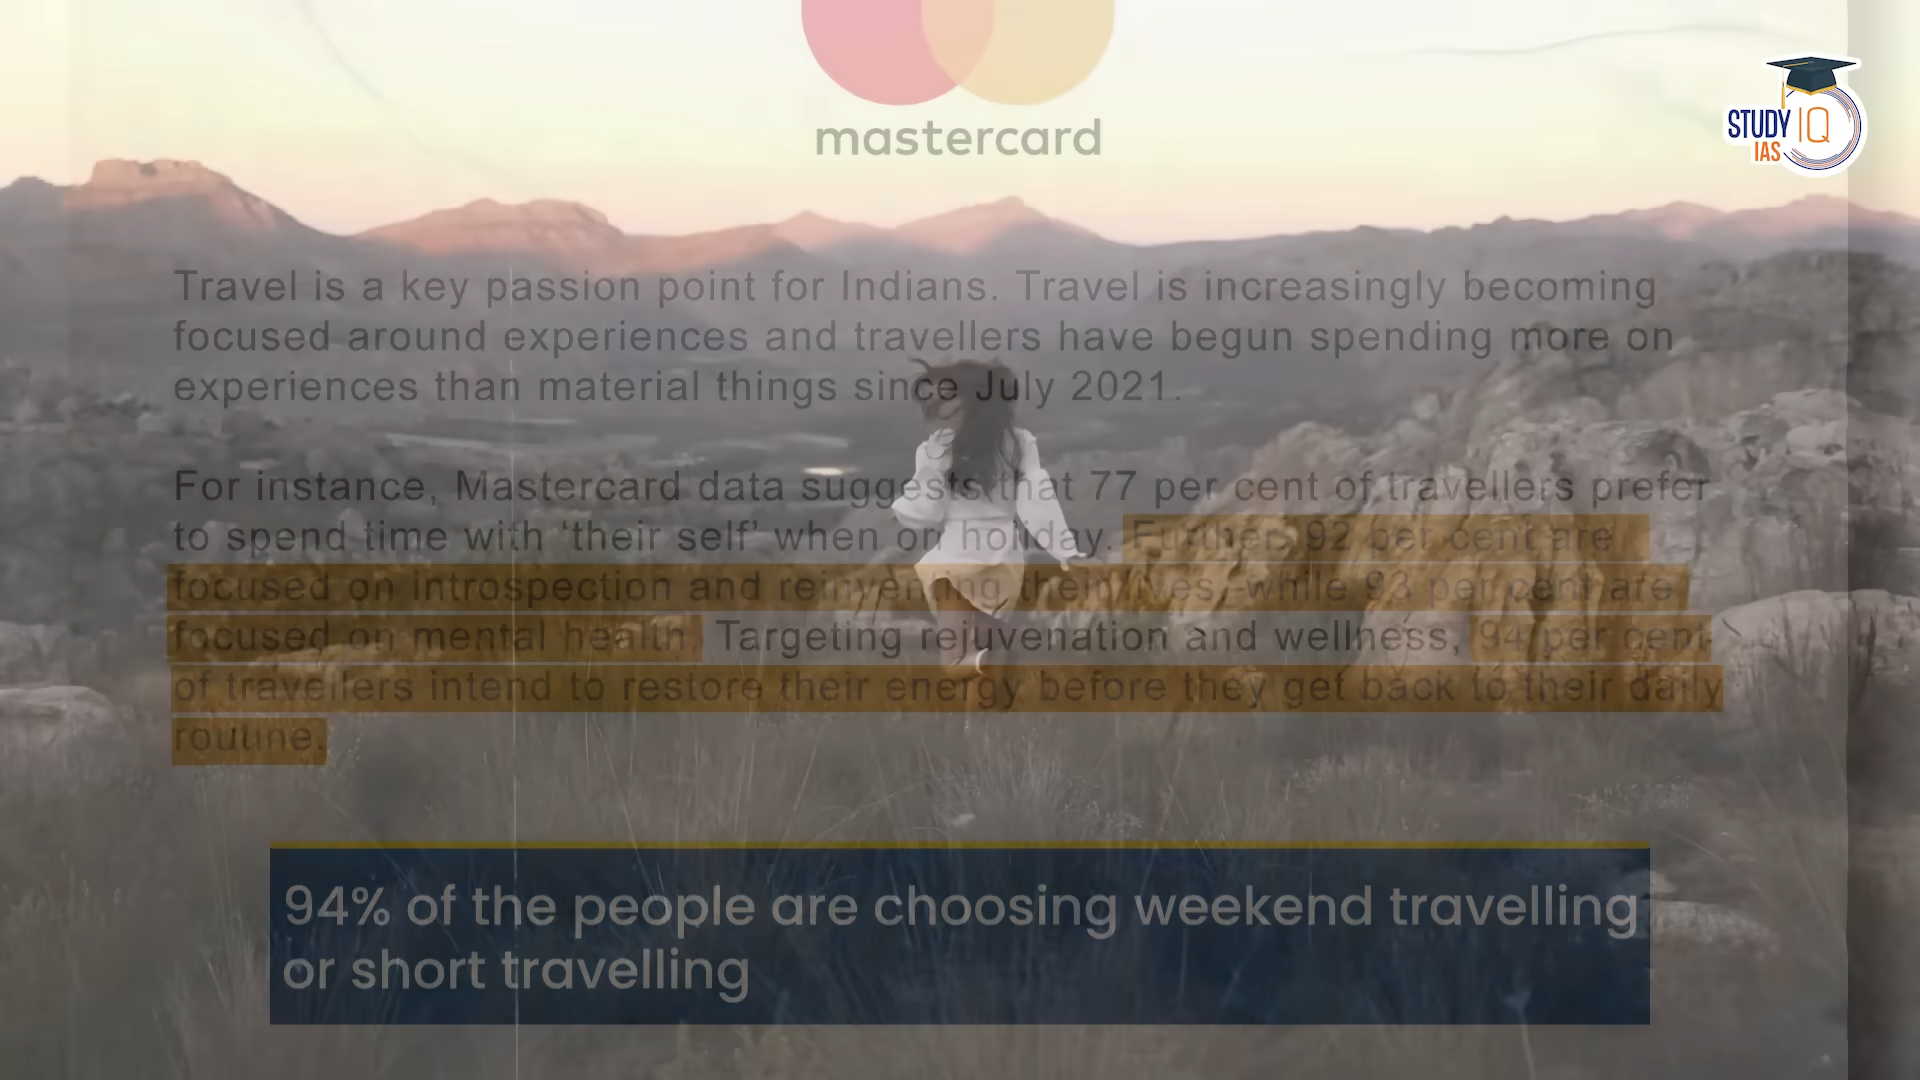 mastercard
STUDY IQ
IAS
Travel is a key passion point for Indians. Travel is increasingly becoming
focused around experiences and travellers have begun spending more on
experiences than material things since July 2021.
For instance, Mastercard data suggests that 77 per cent of travellers prefer
to spend time with ‘their self’ when on holiday. Further, 92 per cent are
focused on introspection and reinventing their lives, while 93 per cent are
focused on mental health. Targeting rejuvenation and wellness, 94 per cent
of travellers intend to restore their energy before they get back to their daily
routine.
94% of the people are choosing weekend travelling
or short travelling